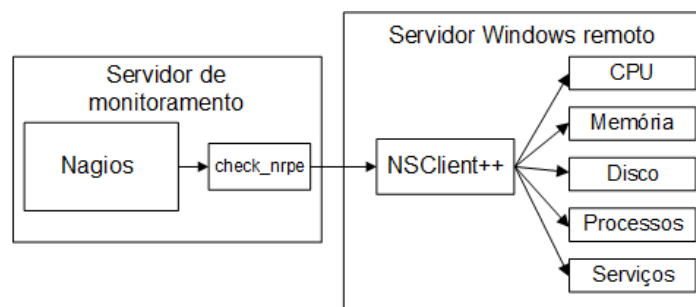 Servidor de
monitoramento
Nagios
check_nrpe
Servidor Windows remoto
NSClient++
CPU
Memória
Disco
Processos
Serviços